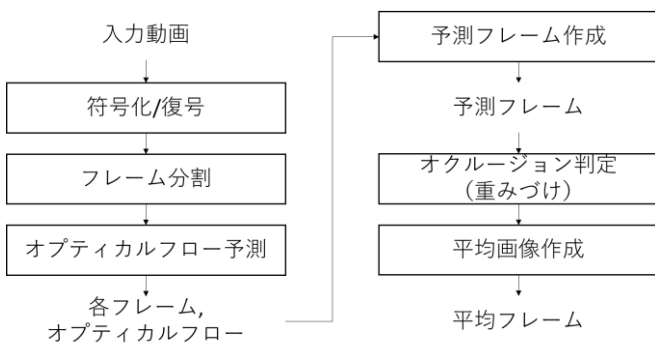 入力動画
符号化/復号
フレーム分割
オプティカルフロー予測
各フレーム,
オプティカルフロー
予測フレーム作成
予測フレーム
オクルージョン判定
（重みづけ）
平均画像作成
平均フレーム